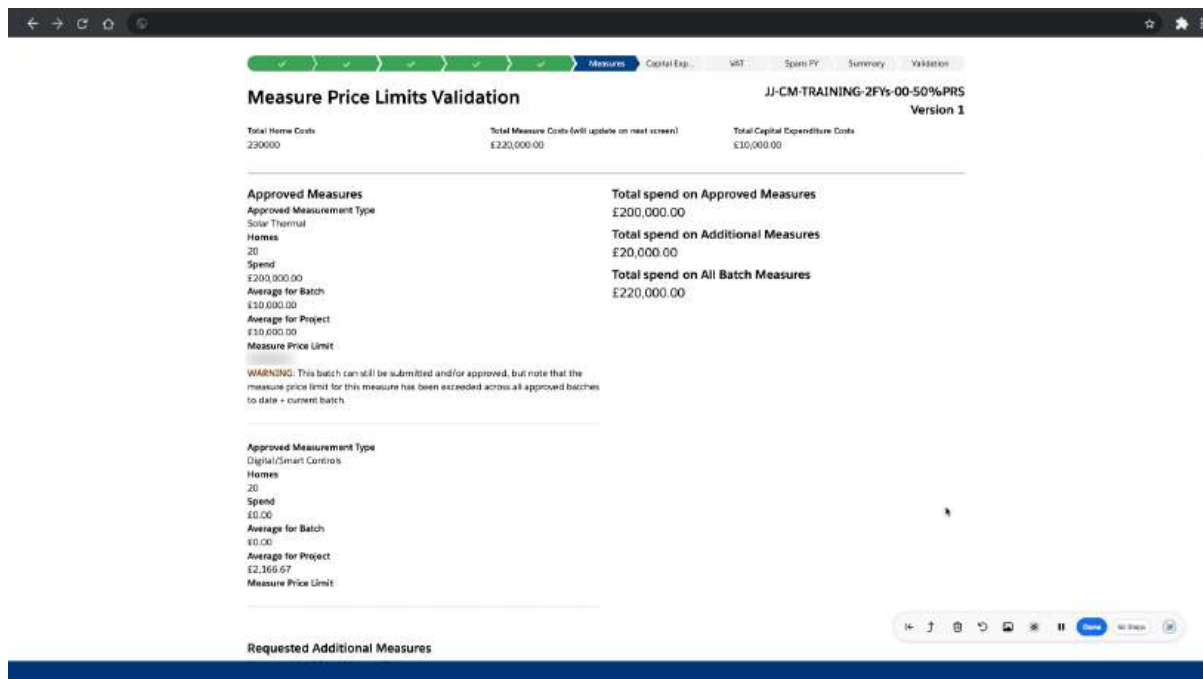 Measures Capital Exp... VAT Spans FY Summary Validation
Measure Price Limits Validation
JJ-CM-TRAINING-2FYs-00-50%PRS
Version 1
Total Home Costs
230000
Total Measure Costs (will update on next screen)
£220,000.00
Total Capital Expenditure Costs
£10,000.00
Approved Measures
Approved Measurement Type
Solar Thermal
Homes
20
Spend
£200,000.00
Average for Batch
£10,000.00
Average for Project
£10,000.00
Measure Price Limit
WARNING: This batch can still be submitted and/or approved, but note that the
measure price limit for this measure has been exceeded across all approved batches
to date + current batch.
Approved Measurement Type
Digital/Smart Controls
Homes
20
Spend
£0.00
Average for Batch
£0.00
Average for Project
£2,166.67
Measure Price Limit
Requested Additional Measures
Total spend on Approved Measures
£200,000.00
Total spend on Additional Measures
£20,000.00
Total spend on All Batch Measures
£220,000.00
Done